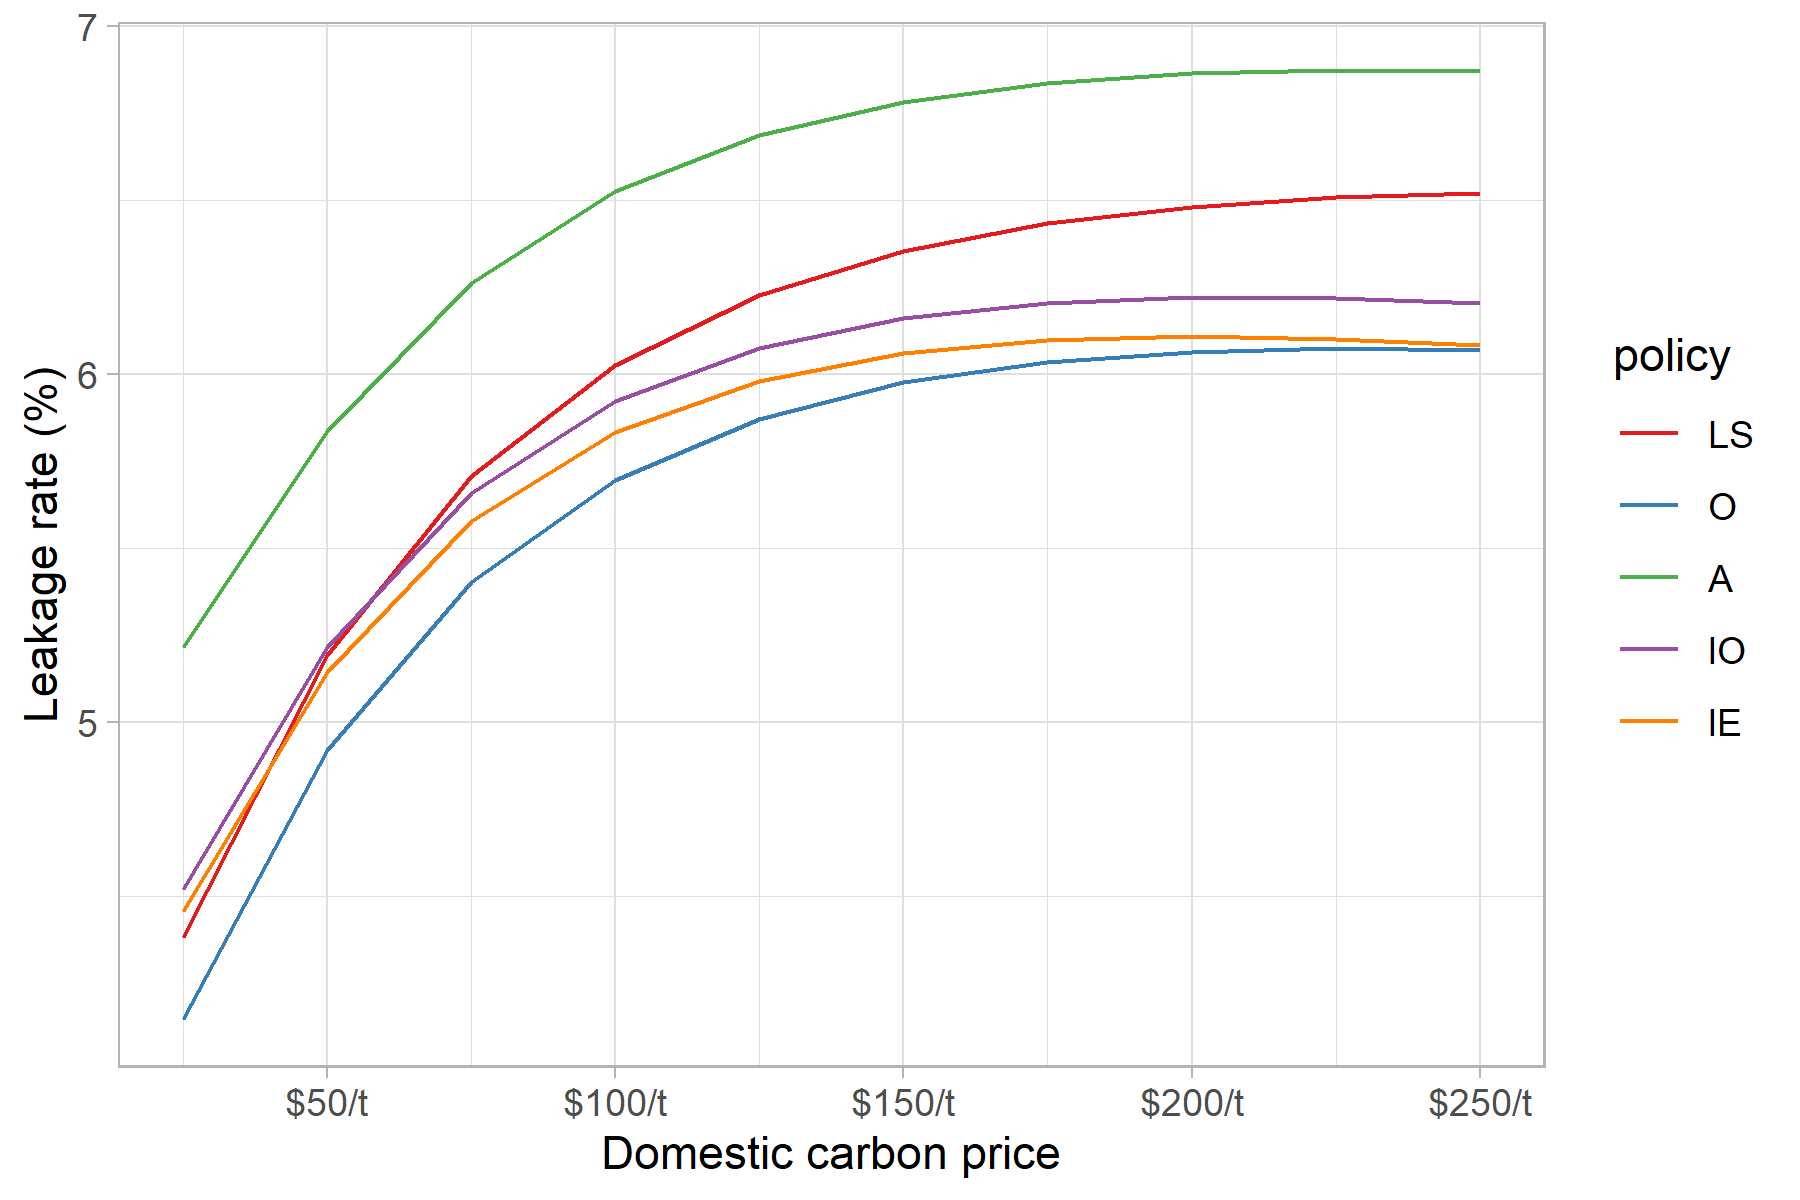 7
6
5
Leakage rate (%)
$50/t
$100/t
$150/t
$200/t
$250/t
Domestic carbon price
policy
LS
O
A
IO
IE